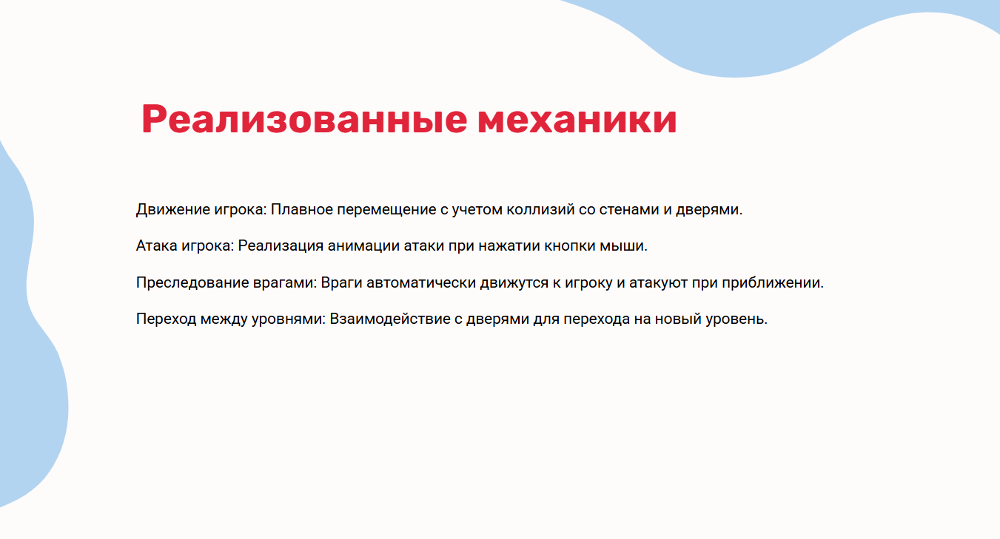 Реализованные механики
Движение игрока: Плавное перемещение с учетом коллизий со стенами и дверями.
Атака игрока: Реализация анимации атаки при нажатии кнопки мыши.
Преследование врагами: Враги автоматически движутся к игроку и атакуют при приближении.
Переход между уровнями: Взаимодействие с дверями для перехода на новый уровень.